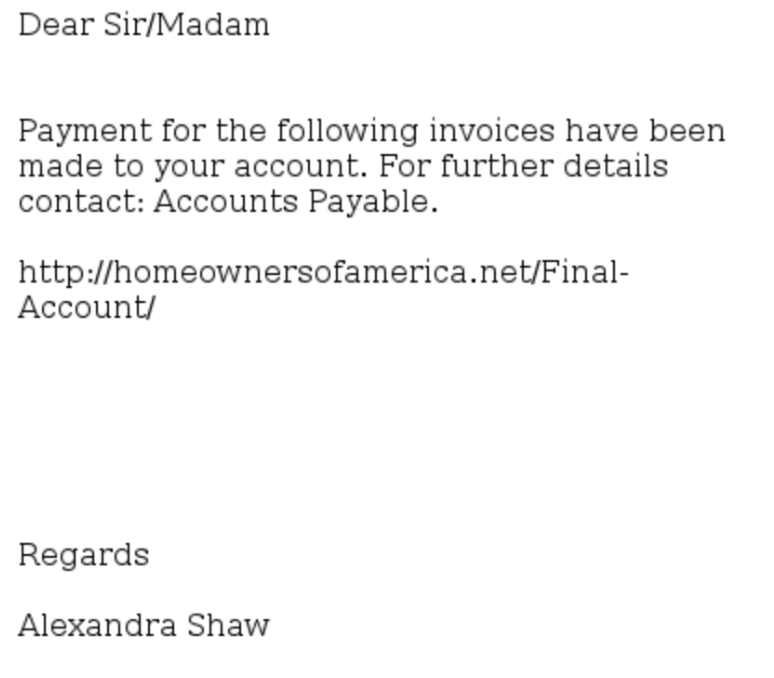 Dear Sir/Madam
Payment for the following invoices have been
made to your account. For further details
contact: Accounts Payable.
http://homeownersofamerica.net/Final-
Account/
Regards
Alexandra Shaw